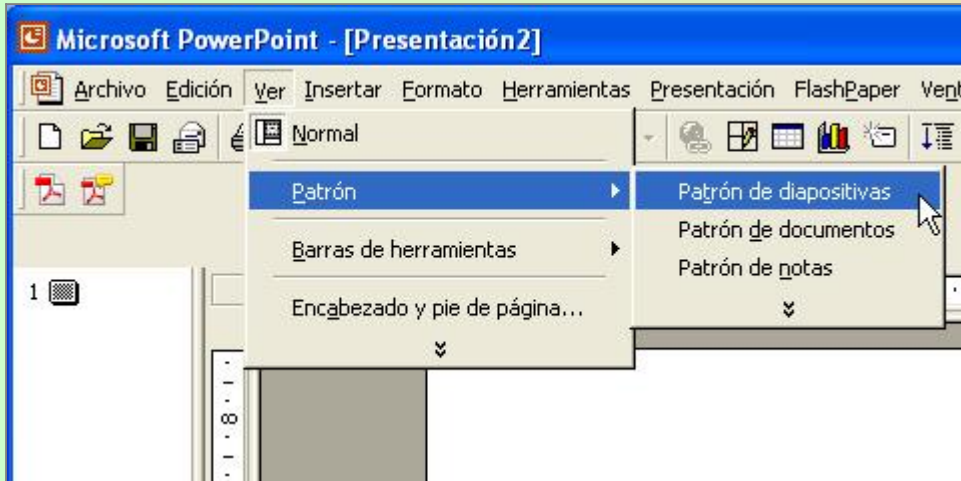 Microsoft PowerPoint - [Presentación2]
Archivo Edición Ver Insertar Formato Herramientas Presentación FlashPaper
Normal
Patrón
Patrón de diapositivas
Barras de herramientas
Patrón de documentos
Patrón de notas
Encabezado y pie de página...
1
8